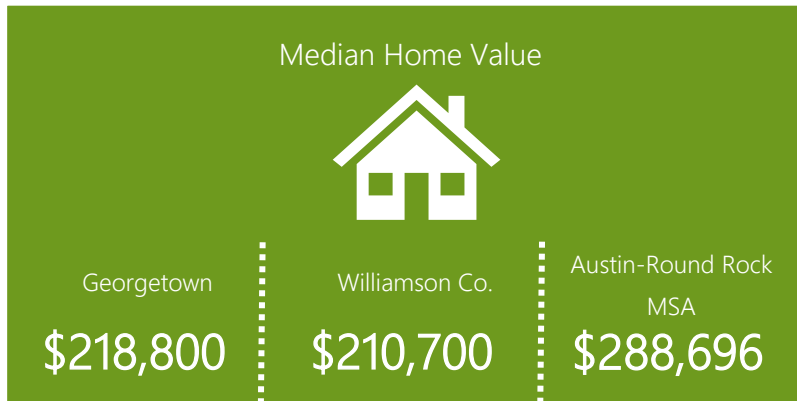 Median Home Value
Georgetown
$218,800
Williamson Co.
$210,700
Austin-Round Rock
MSA
$288,696